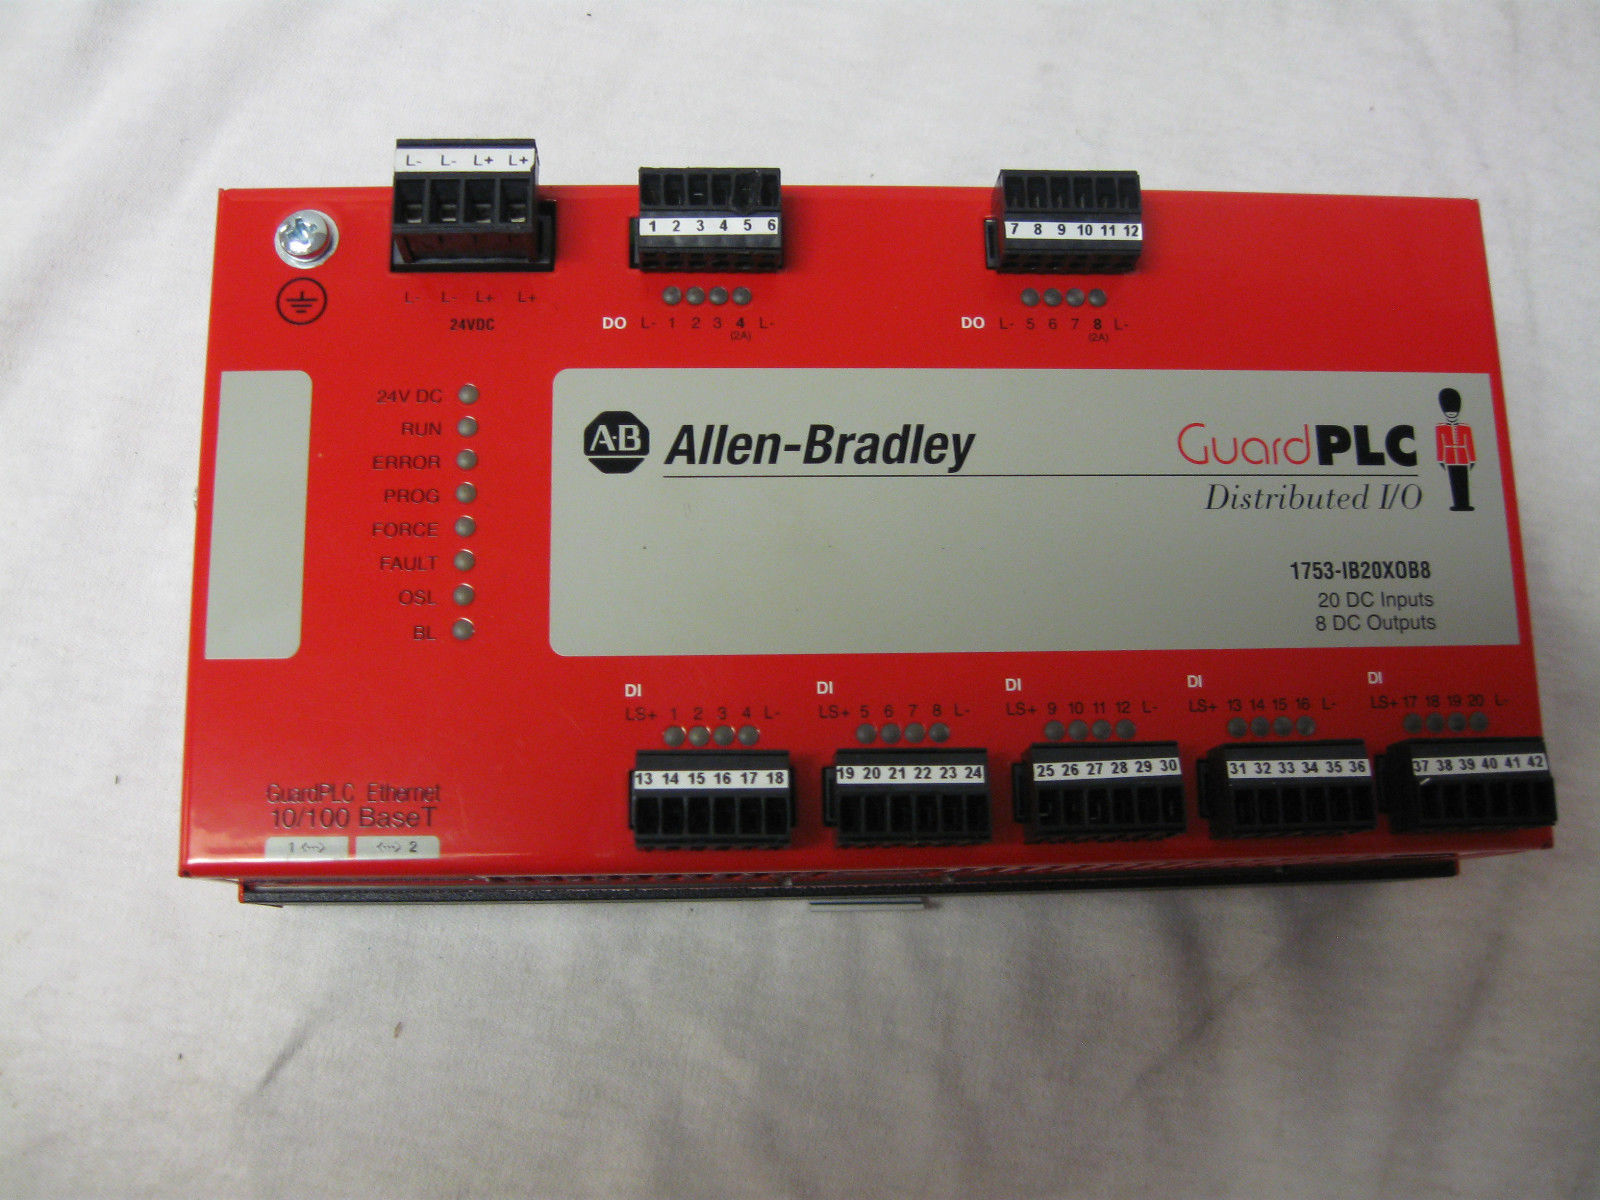 L- L- L+ L+
1 2 3 4 5 6
7 8 9 10 11 12
L- L- L+ L+
24VDC
DO L- 1 2 3 4 L-
(2A)
DO L- 5 6 7 8 L-
(2A)
24V DC
RUN
ERROR
PROG
FORCE
FAULT
OSL
BL
A·B Allen-Bradley
GuardPLC
Distributed I/O
1753-IB20XOB8
20 DC Inputs
8 DC Outputs
DI
LS+ 1 2 3 4 L-
13 14 15 16 17 18
DI
LS+ 5 6 7 8 L-
19 20 21 22 23 24
DI
LS+ 9 10 11 12 L-
25 26 27 28 29 30
DI
LS+ 13 14 15 16 L-
31 32 33 34 35 36
DI
LS+ 17 18 19 20 L-
37 38 39 40 41 42
GuardPLC Ethernet
10/100 BaseT
1 <···> <···> 2